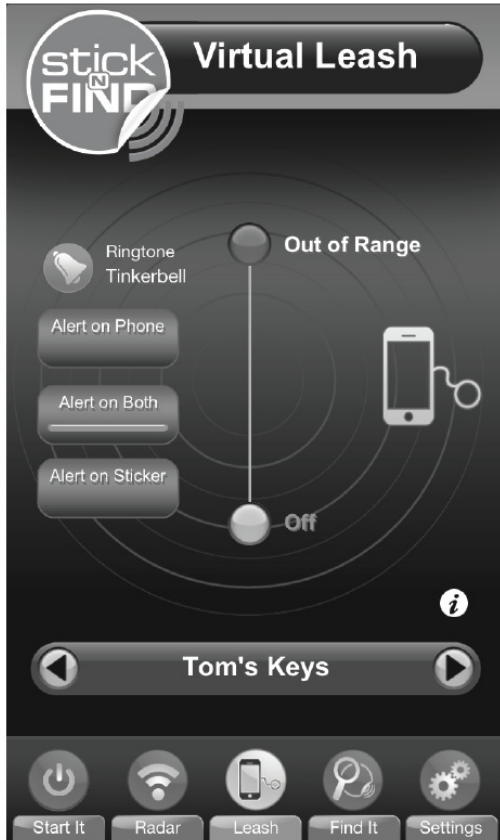 stick
N
FIND
Virtual Leash
Out of Range
Ringtone
Tinkerbell
Alert on Phone
Alert on Both
Alert on Sticker
Off
i
Tom's Keys
Start It
Radar
Leash
Find It
Settings